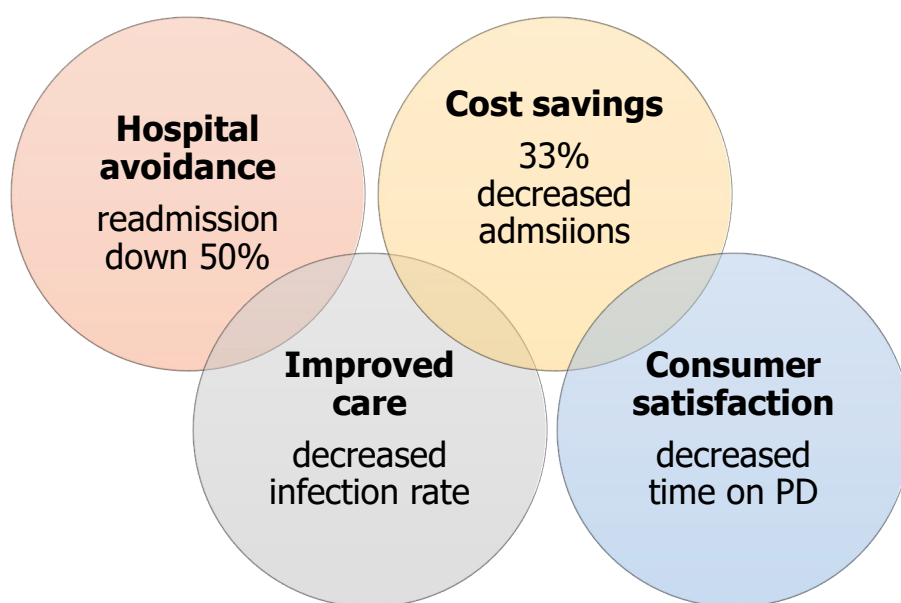 Hospital
avoidance
readmission
down 50%
Cost savings
33%
decreased
admsiions
Improved
care
decreased
infection rate
Consumer
satisfaction
decreased
time on PD